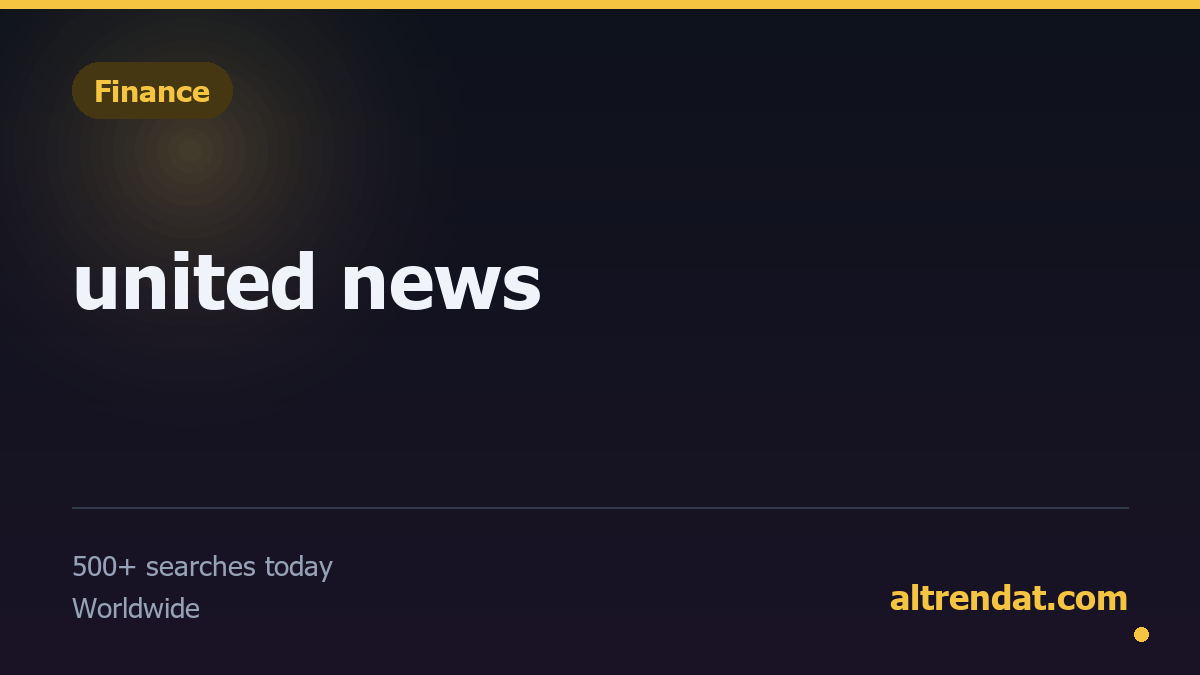 Finance
united news
500+ searches today
Worldwide
altrendat.com